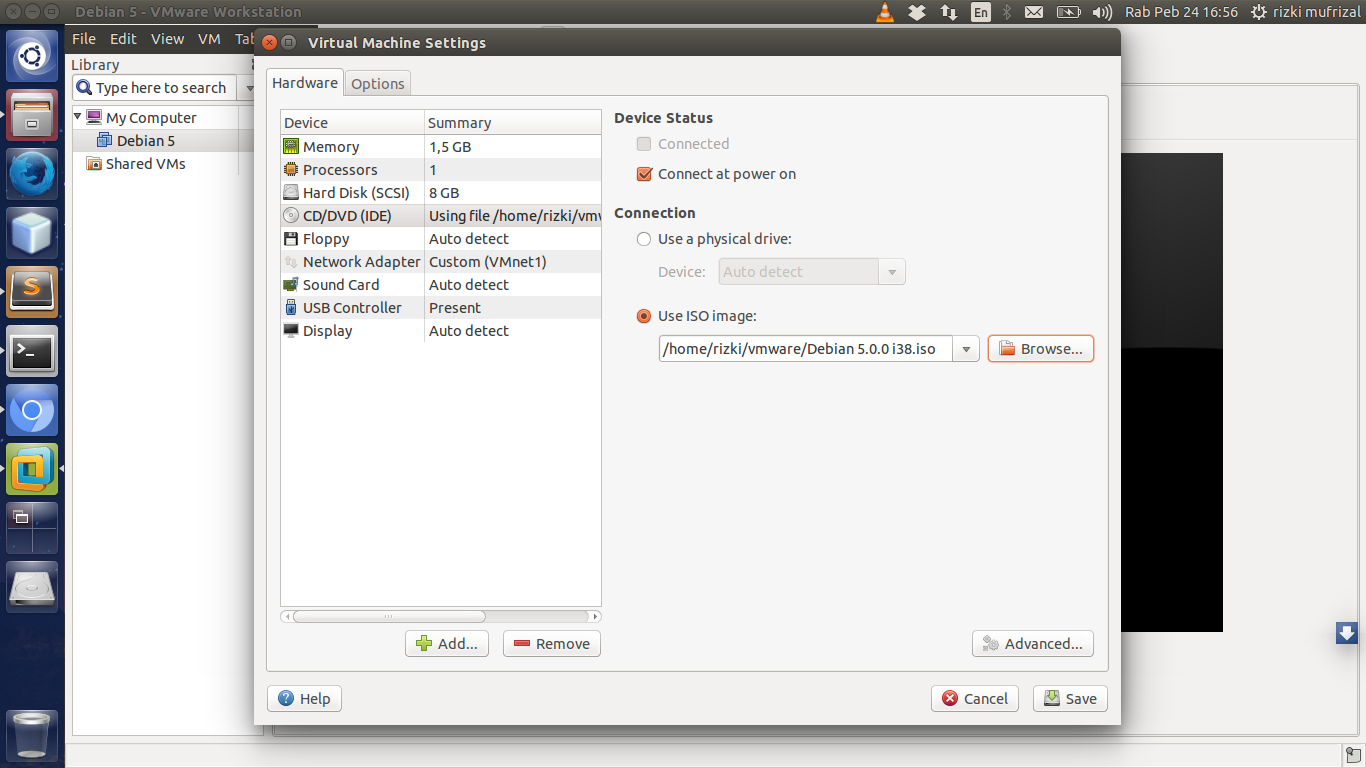 Debian 5 - VMware Workstation
En
Rab Peb 24 16:56
rizki mufrizal
File Edit View VM
Library
Type here to search
My Computer
Debian 5
Shared VMs
Virtual Machine Settings
Hardware
Options
Device Summary
Memory 1,5 GB
Processors 1
Hard Disk (SCSI) 8 GB
CD/DVD (IDE) Using file /home/rizki/vmw
Floppy Auto detect
Network Adapter Custom (VMnet1)
Sound Card Auto detect
USB Controller Present
Display Auto detect
Add...
Remove
Device Status
Connected
Connect at power on
Connection
Use a physical drive:
Device: Auto detect
Use ISO image:
/home/rizki/vmware/Debian 5.0.0 i38.iso
Browse...
Advanced...
Help
Cancel
Save